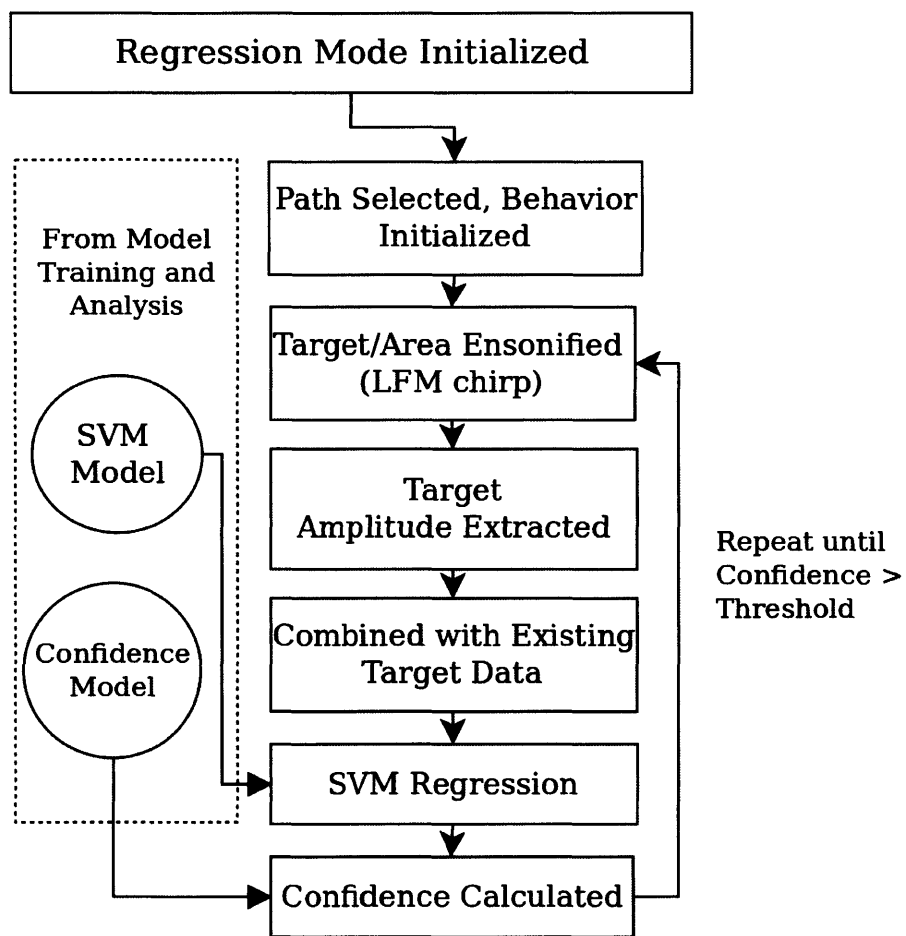 Regression Mode Initialized
Path Selected, Behavior
Initialized
From Model
Training and
Analysis
Target/Area Ensonified
(LFM chirp)
SVM
Model
Target
Amplitude Extracted
Repeat until
Confidence >
Threshold
Combined with Existing
Target Data
Confidence
Model
SVM Regression
Confidence Calculated